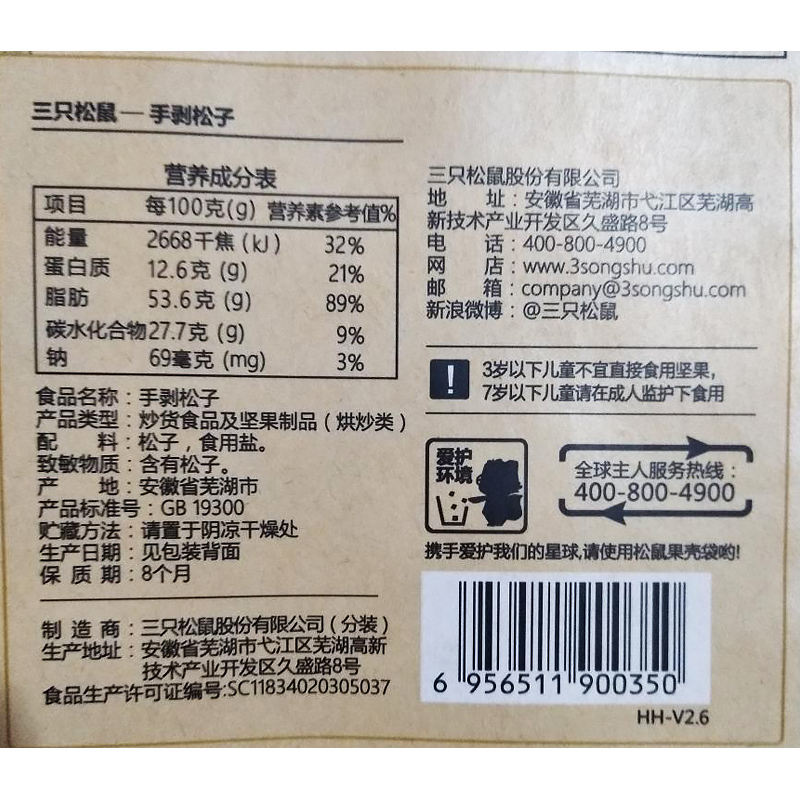 三只松鼠一手剥松子
营养成分表
项目 每100克(g) 营养素参考值%
能量 2668千焦(kJ) 32%
蛋白质 12.6克(g) 21%
脂肪 53.6克(g) 89%
碳水化合物 27.7克(g) 9%
钠 69毫克(mg) 3%
食品名称：手剥松子
产品类型：炒货食品及坚果制品（烘炒类）
配 料：松子，食用盐。
致敏物质：含有松子。
产 地：安徽省芜湖市
产品标准号：GB 19300
贮藏方法：请置于阴凉干燥处
生产日期：见包装背面
保 质 期：8个月
制 造 商：三只松鼠股份有限公司（分装）
生产地址：安徽省芜湖市弋江区芜湖高新
技术产业开发区久盛路8号
食品生产许可证编号:SC11834020305037
三只松鼠股份有限公司
地 址：安徽省芜湖市弋江区芜湖高
新技术产业开发区久盛路8号
电 话：400-800-4900
网 店：www.3songshu.com
邮 箱：company@3songshu.com
新浪微博：@三只松鼠
! 3岁以下儿童不宜直接食用坚果，
7岁以下儿童请在成人监护下食用
爱护
环境
全球主人服务热线：
400-800-4900
携手爱护我们的星球,请使用松鼠果壳袋哟!
6 956511 900350
HH-V2.6